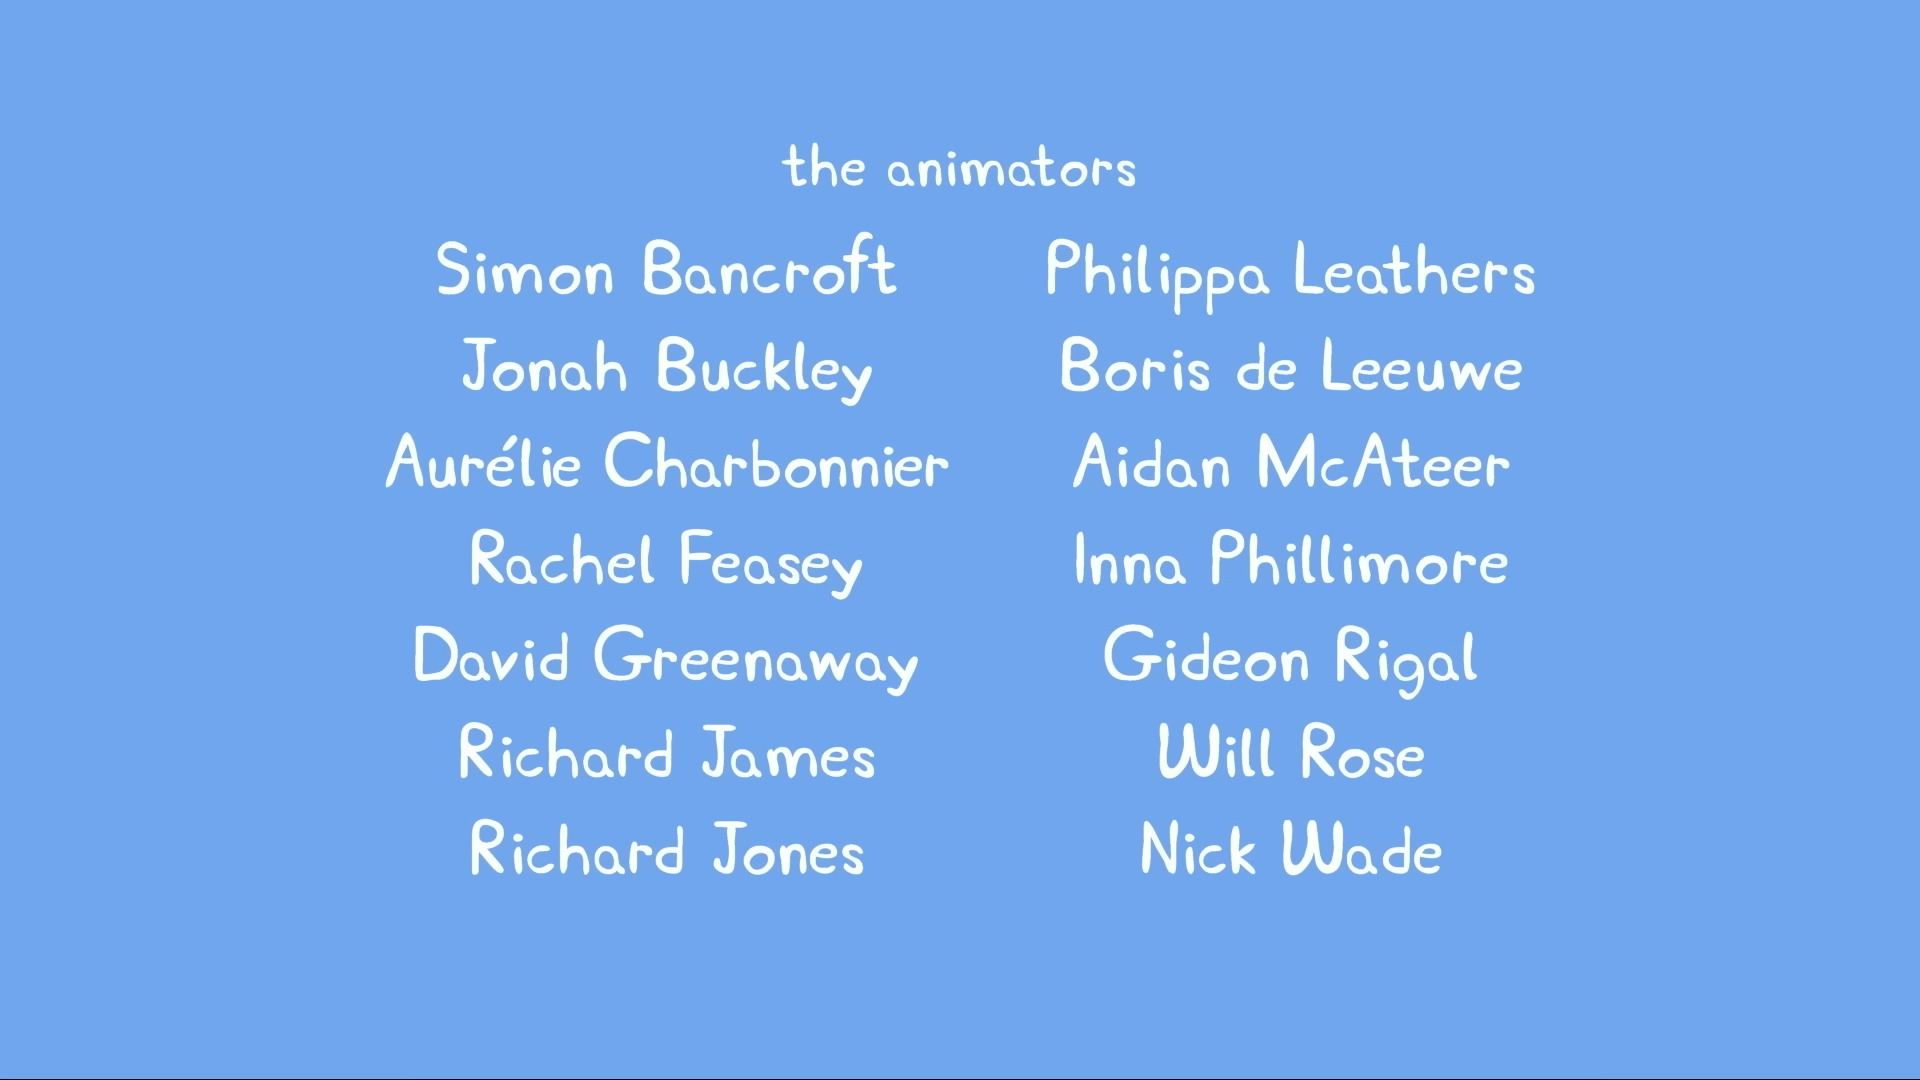 the animators
Simon Bancroft
Jonah Buckley
Aurélie Charbonnier
Rachel Feasey
David Greenaway
Richard James
Richard Jones
Philippa Leathers
Boris de Leeuwe
Aidan McAteer
Inna Phillimore
Gideon Rigal
Will Rose
Nick Wade